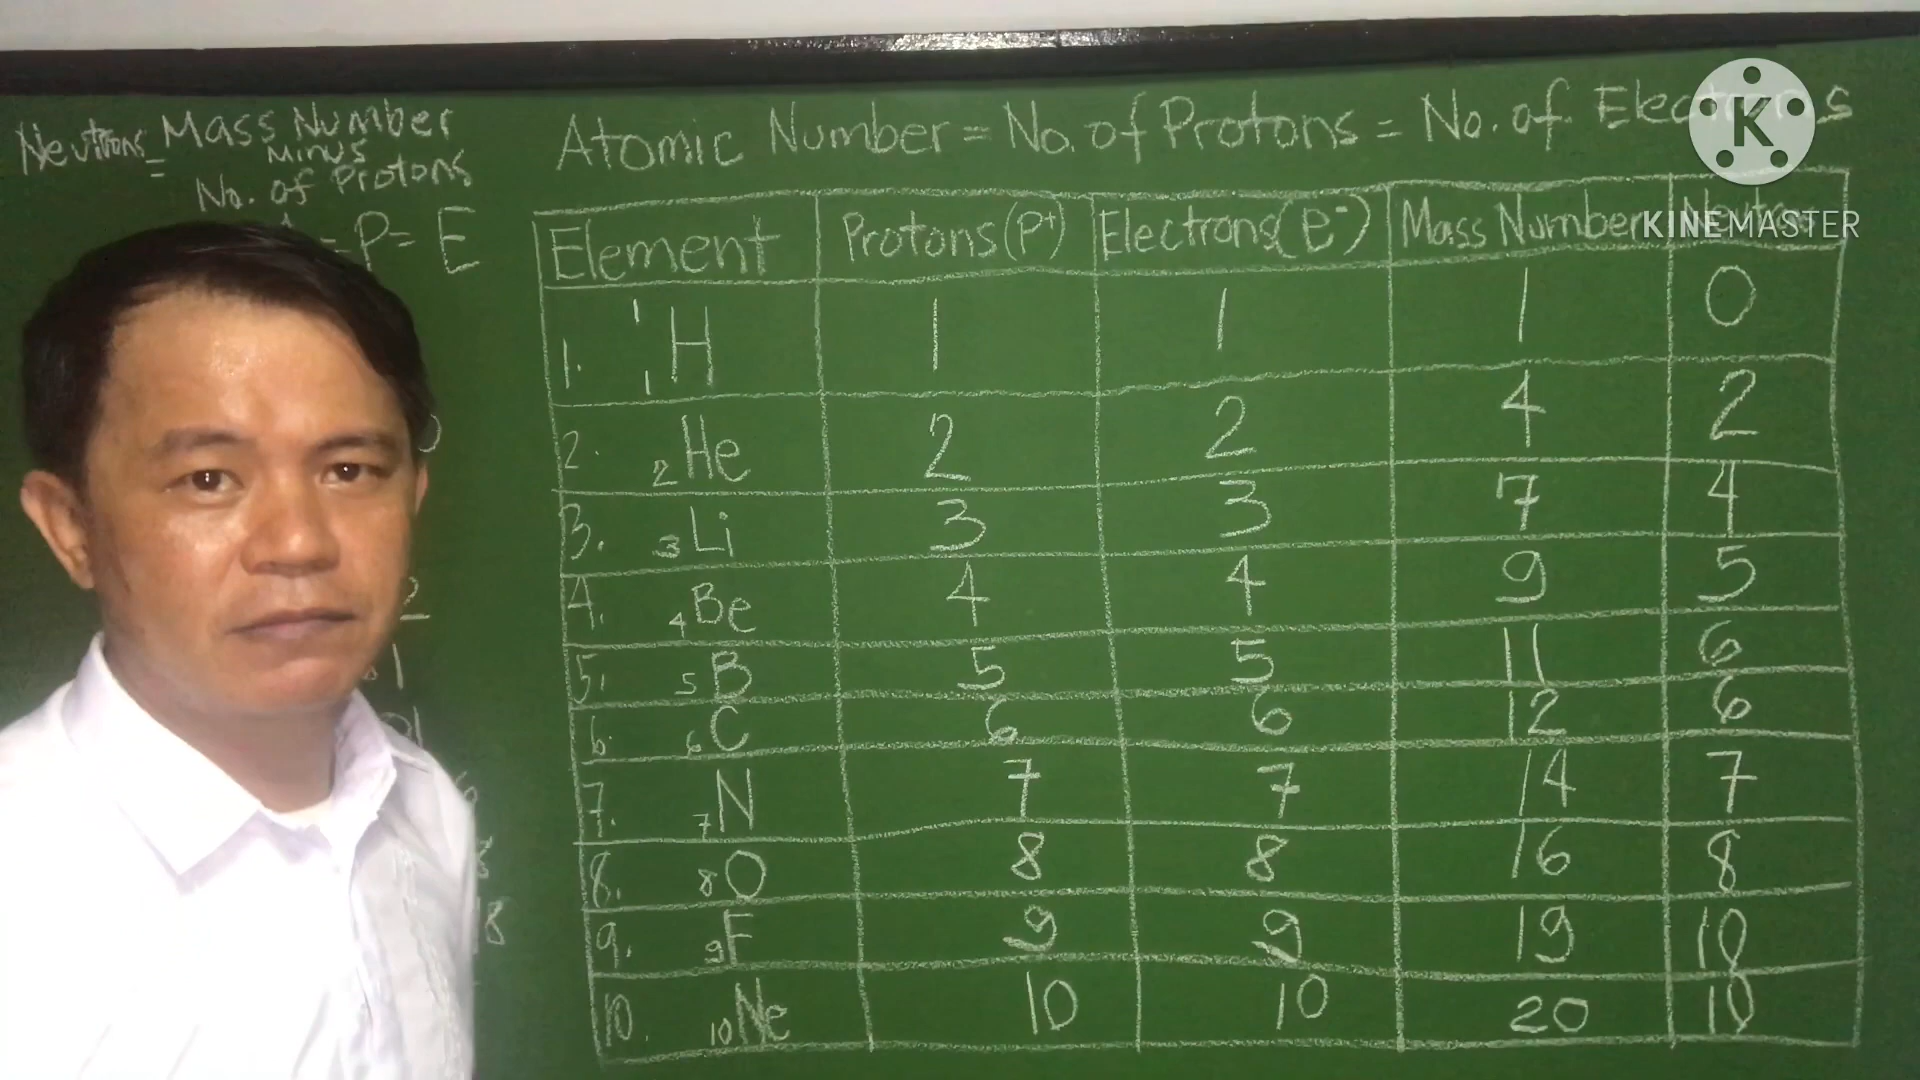 Neutrons = Mass Number
Minus
No. of Protons
= P = E
Atomic Number = No. of Protons = No. of Electrons
Element Protons (P+) Electrons (e-) Mass Number Neutrons
1. 1 1 H 1 1 1 0
2. 2 He 2 2 4 2
3. 3 Li 3 3 7 4
4. 4 Be 4 4 9 5
5. 5 B 5 5 11 6
6. 6 C 6 6 12 6
7. 7 N 7 7 14 7
8. 8 O 8 8 16 8
9. 9 F 9 9 19 10
10. 10 Ne 10 10 20 10
K
KINEMASTER